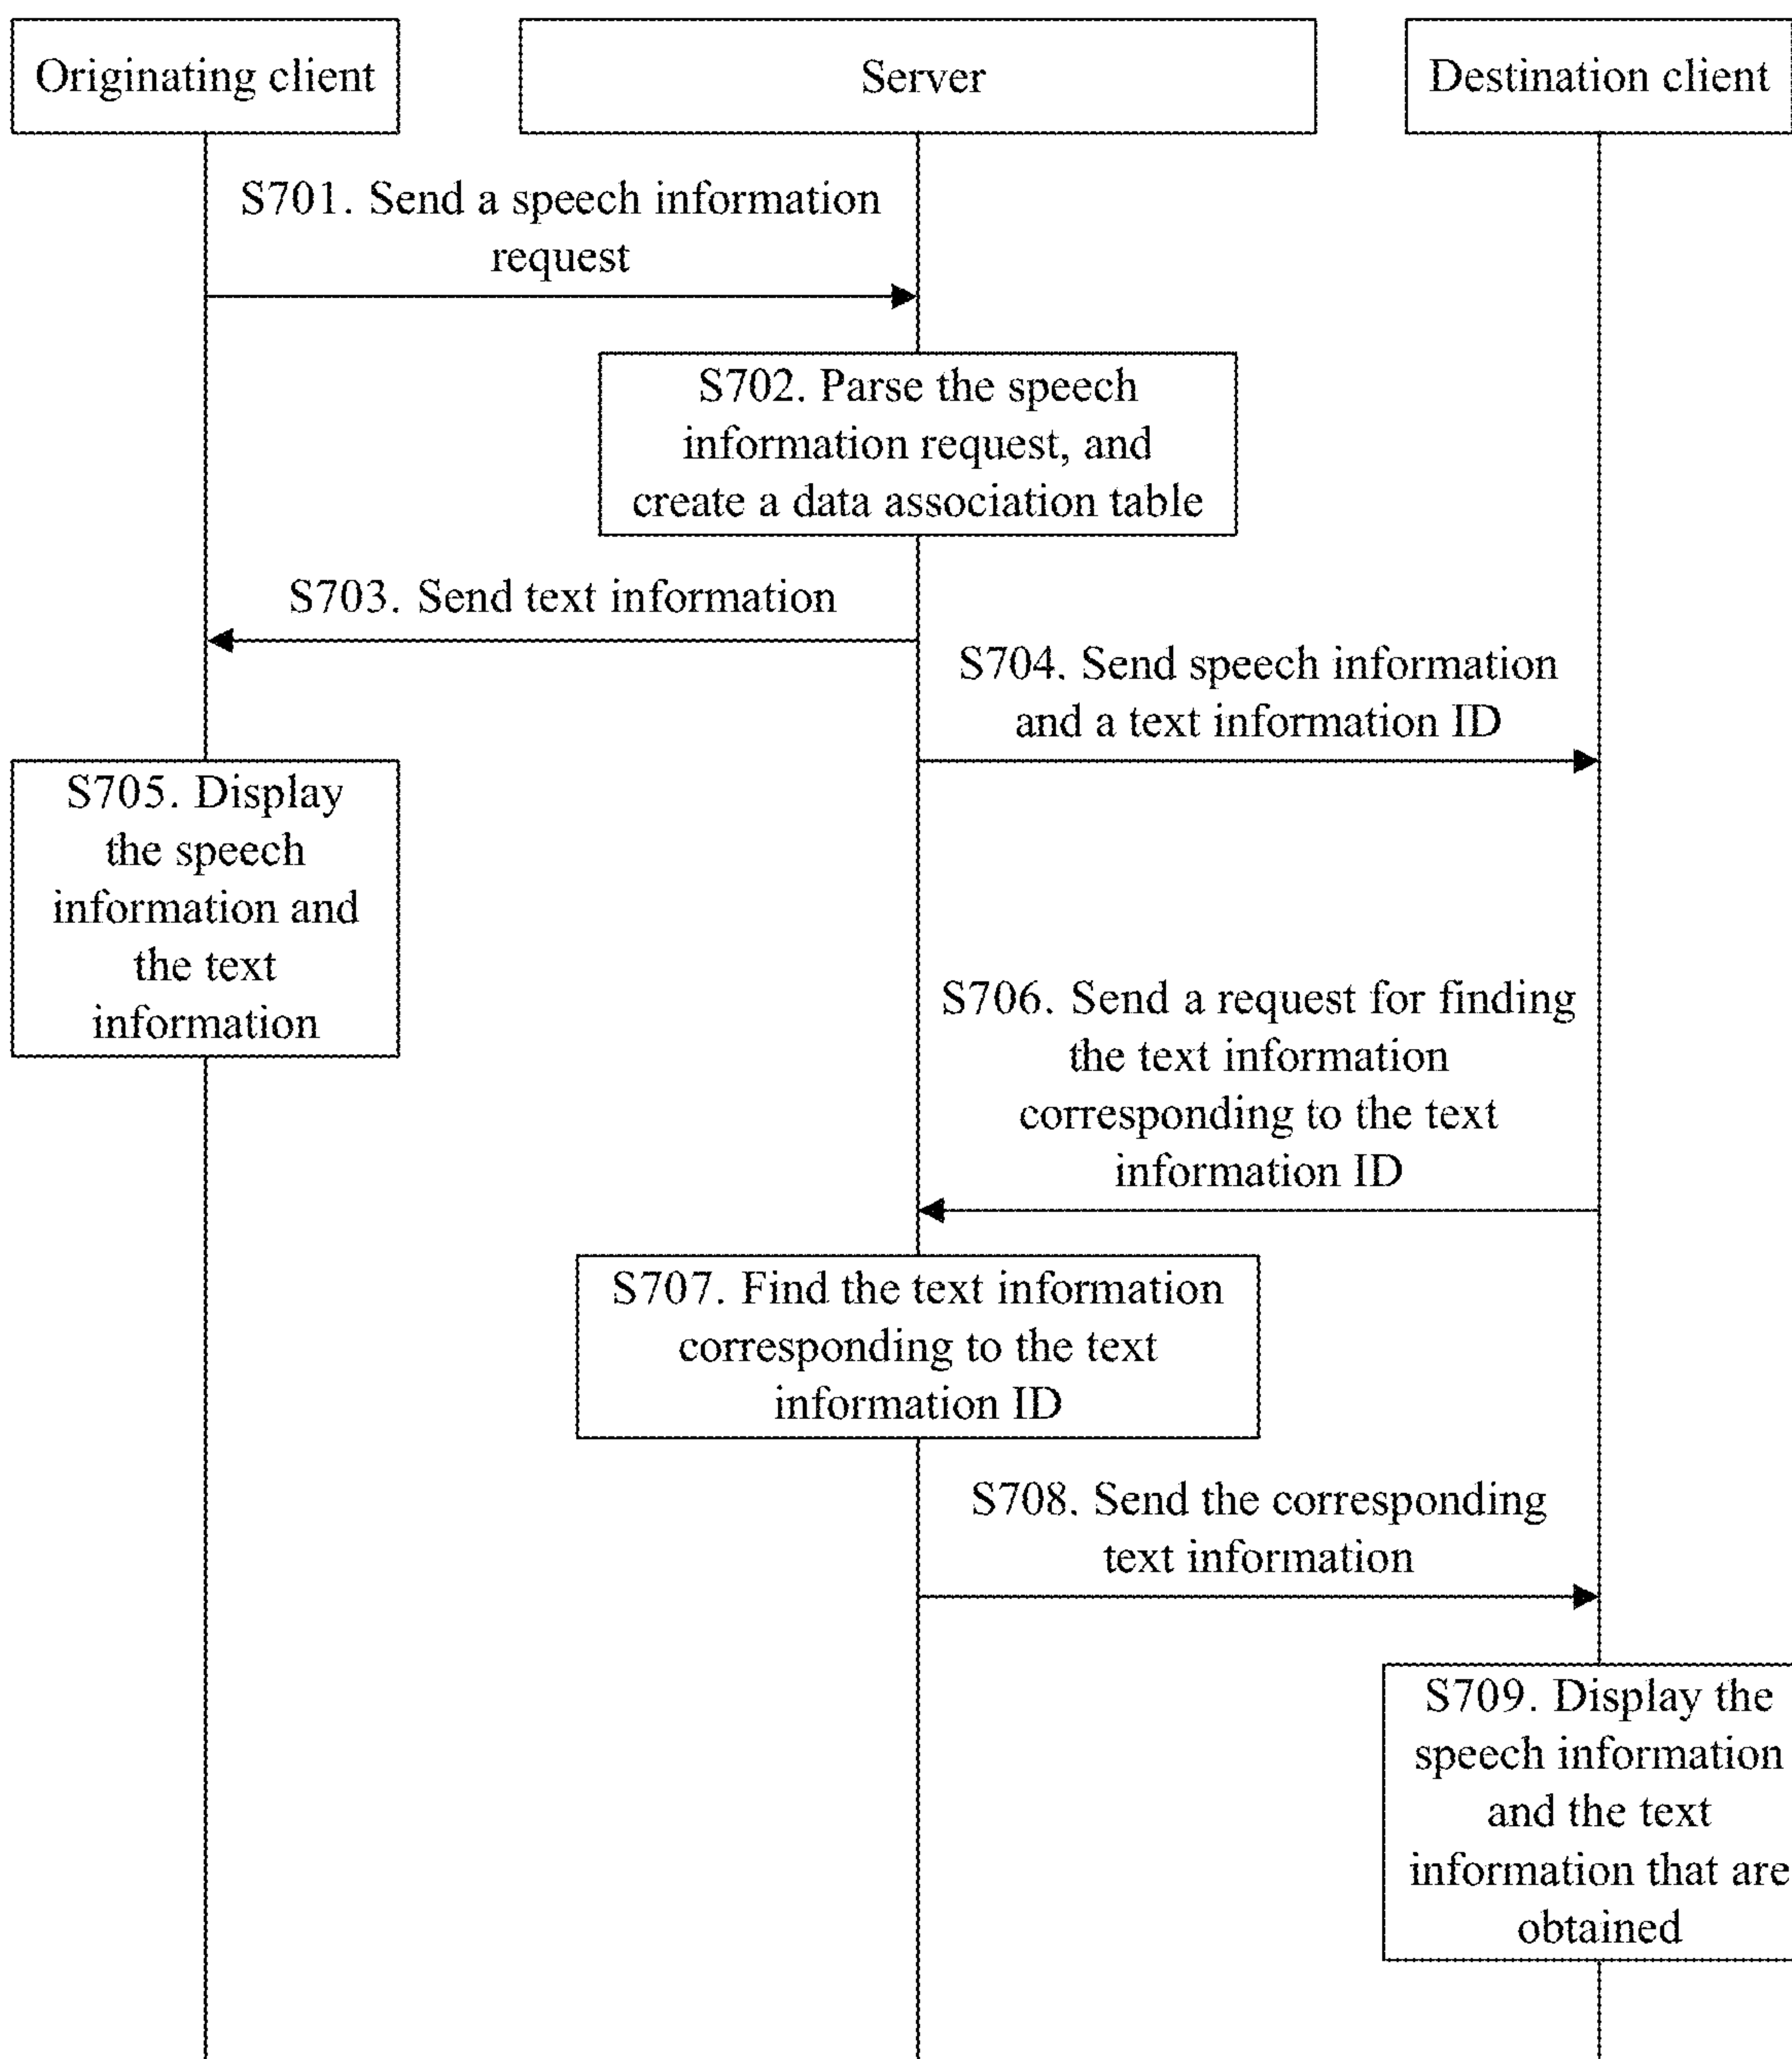 Originating client
Server
Destination client
S701. Send a speech information
request
S702. Parse the speech
information request, and
create a data association table
S703. Send text information
S704. Send speech information
and a text information ID
S705. Display
the speech
information and
the text
information
S706. Send a request for finding
the text information
corresponding to the text
information ID
S707. Find the text information
corresponding to the text
information ID
S708. Send the corresponding
text information
S709. Display the
speech information
and the text
information that are
obtained